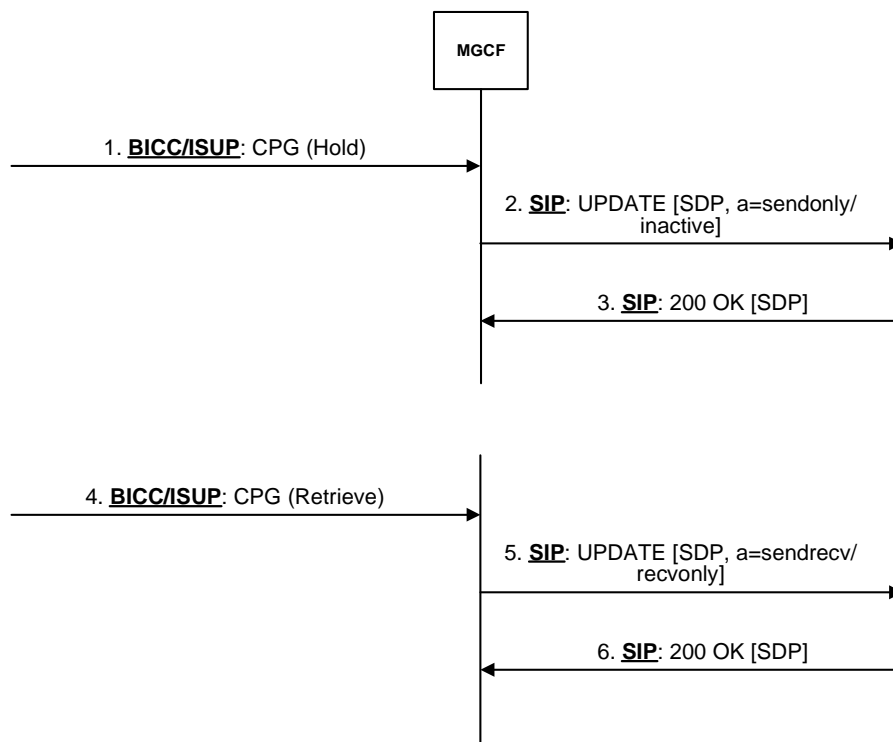 MGCF
1. BICC/ISUP: CPG (Hold)
2. SIP: UPDATE [SDP, a=sendonly/
inactive]
3. SIP: 200 OK [SDP]
4. BICC/ISUP: CPG (Retrieve)
5. SIP: UPDATE [SDP, a=sendrecv/
recvonly]
6. SIP: 200 OK [SDP]